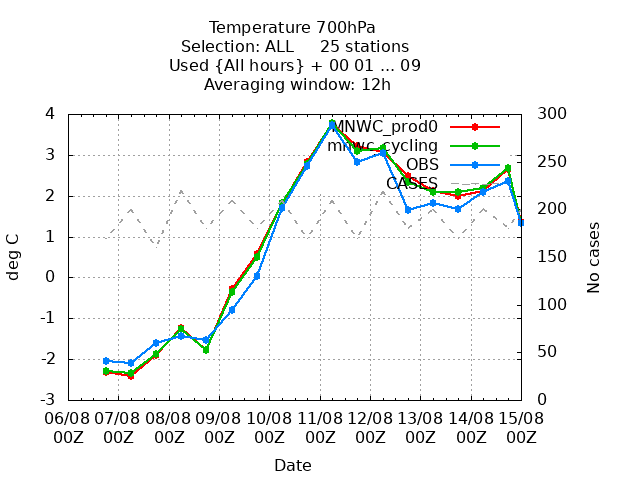 Temperature 700hPa
Selection: ALL 25 stations
Used {All hours} + 00 01 ... 09
Averaging window: 12h
4
3
2
1
0
-1
-2
-3
deg C
300
250
200
150
100
50
0
No cases
MNWC_prod0
mnwc_cycling
OBS
CASES
06/08 07/08 08/08 09/08 10/08 11/08 12/08 13/08 14/08 15/08
00Z 00Z 00Z 00Z 00Z 00Z 00Z 00Z 00Z 00Z
Date